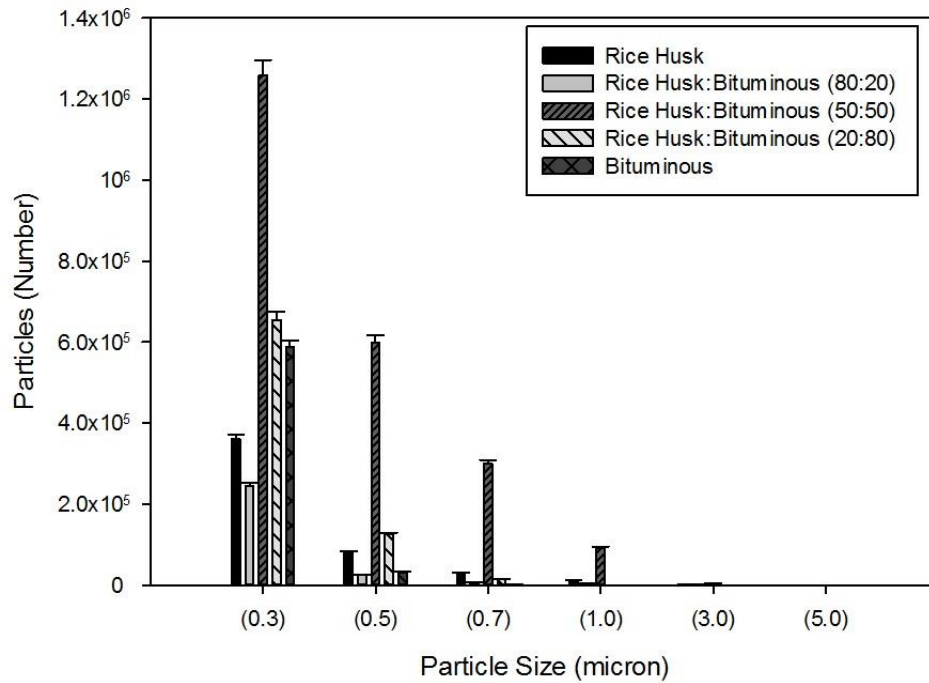 1.4x10⁶
1.2x10⁶
10⁶
8.0x10⁵
6.0x10⁵
4.0x10⁵
2.0x10⁵
0
Particles (Number)
Rice Husk
Rice Husk:Bituminous (80:20)
Rice Husk:Bituminous (50:50)
Rice Husk:Bituminous (20:80)
Bituminous
(0.3) (0.5) (0.7) (1.0) (3.0) (5.0)
Particle Size (micron)